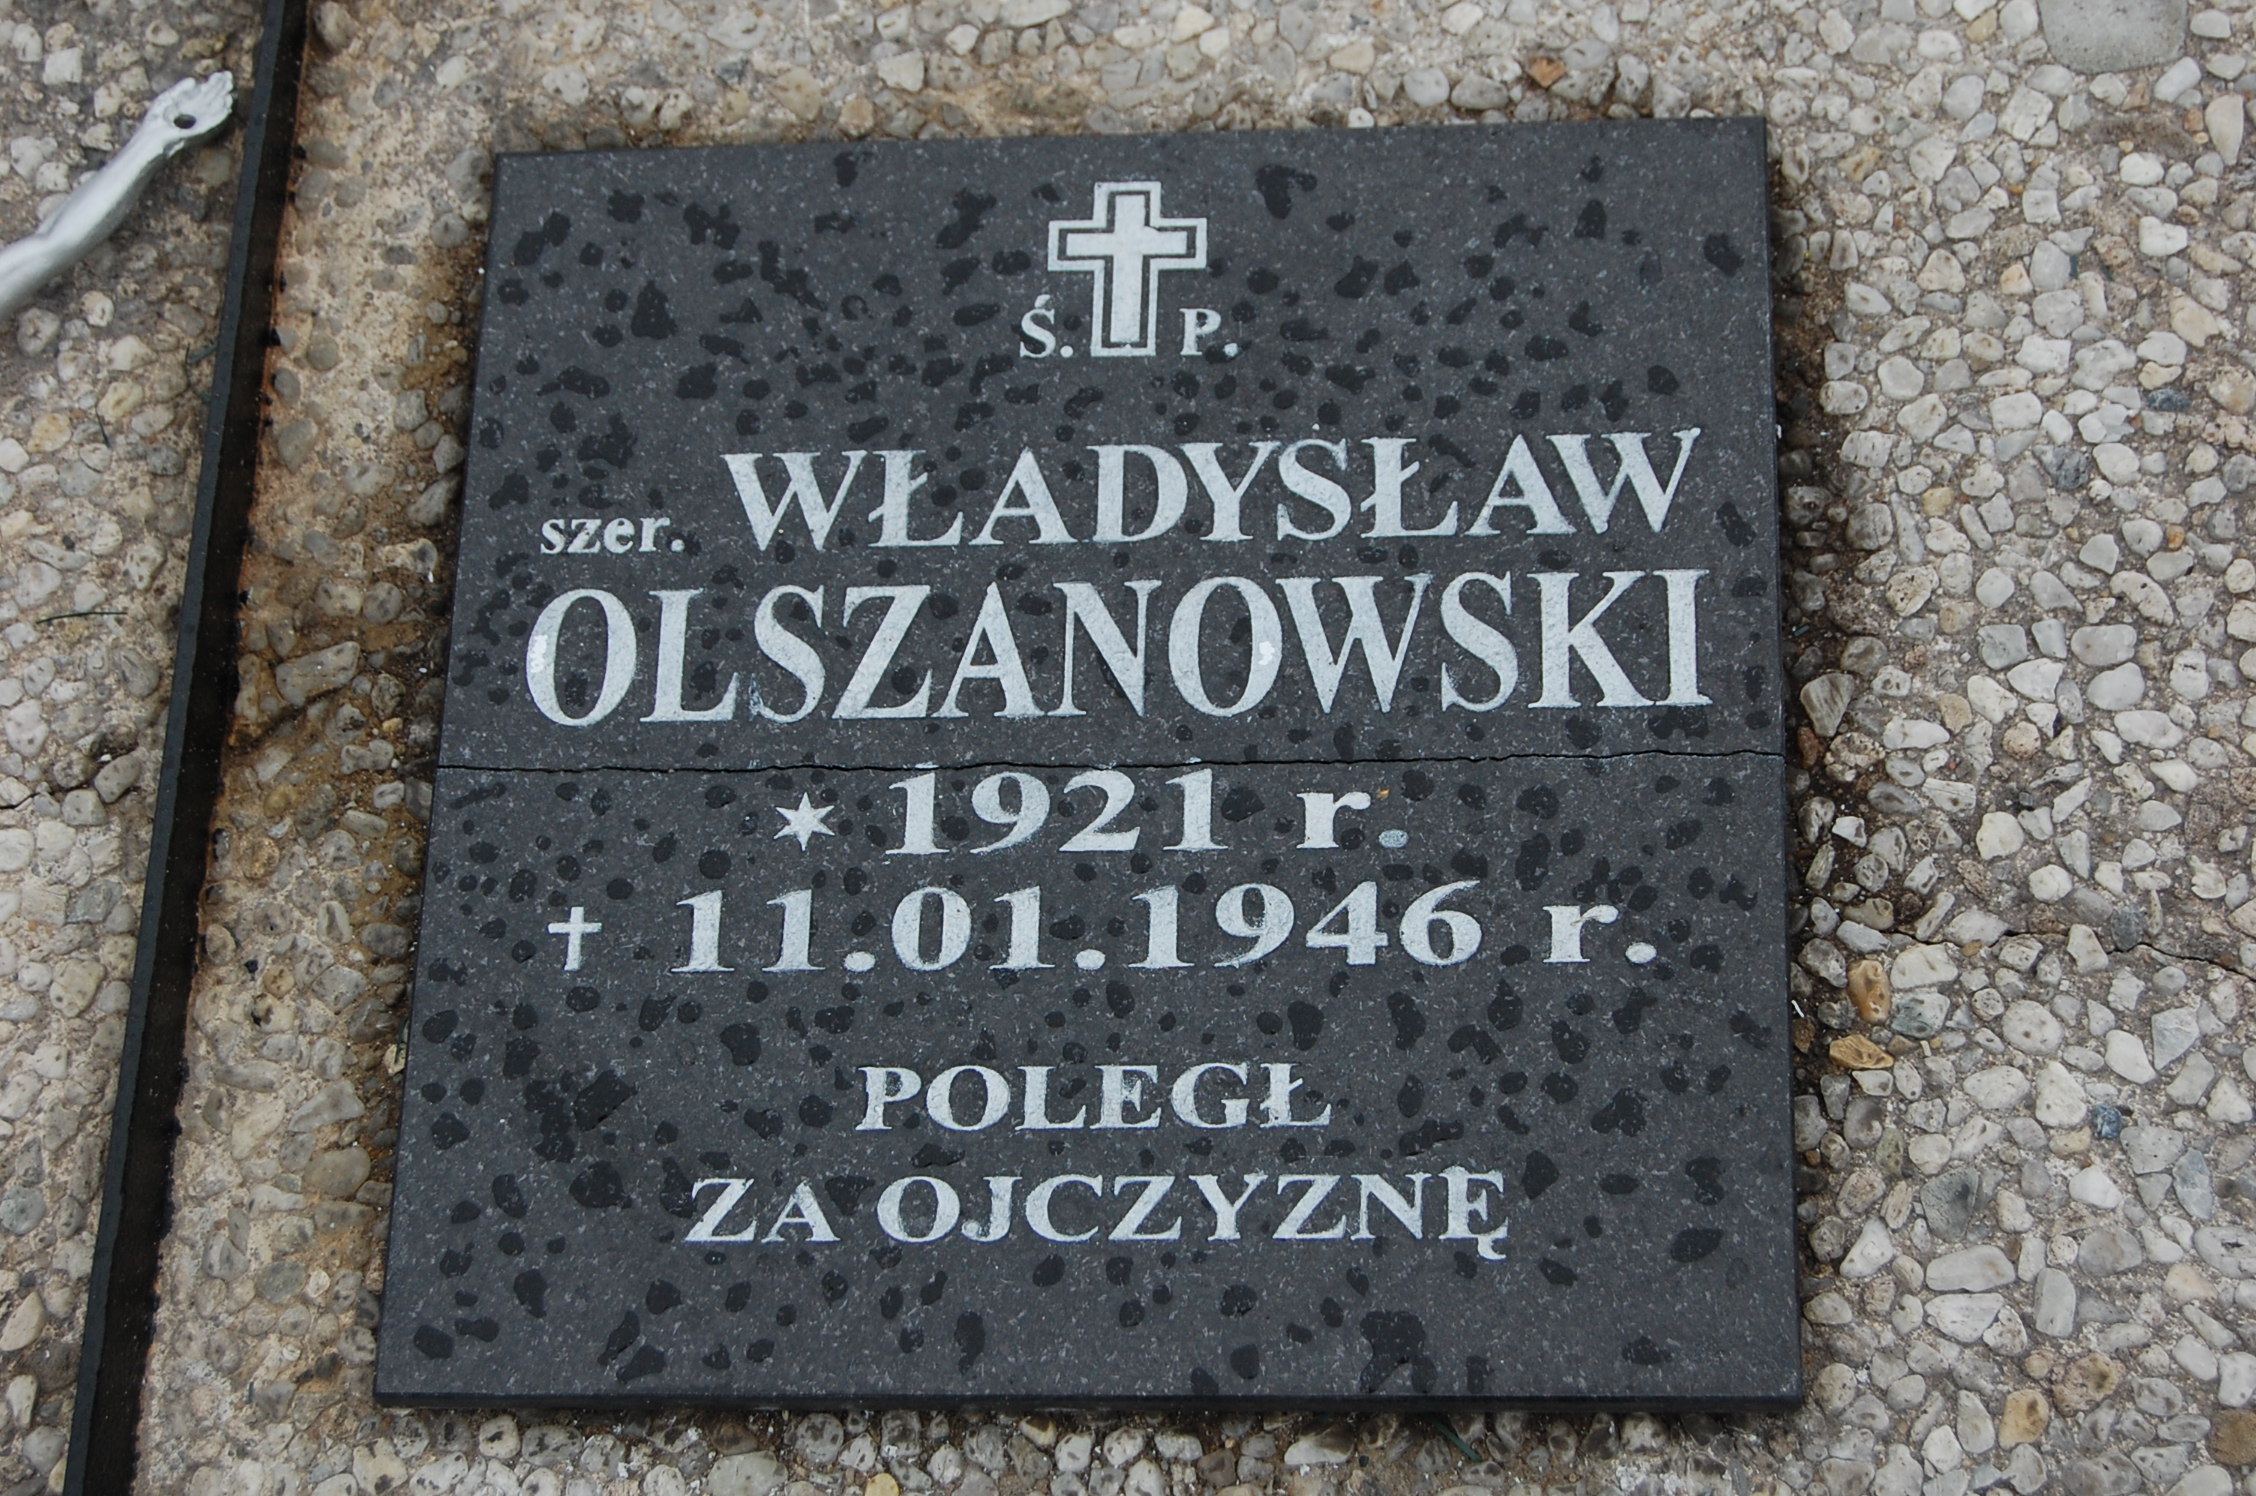 Ś. P.
szer. WŁADYSŁAW
OLSZANOWSKI
* 1921 r.
+ 11.01.1946 r.
POLEGŁ
ZA OJCZYZNĘ